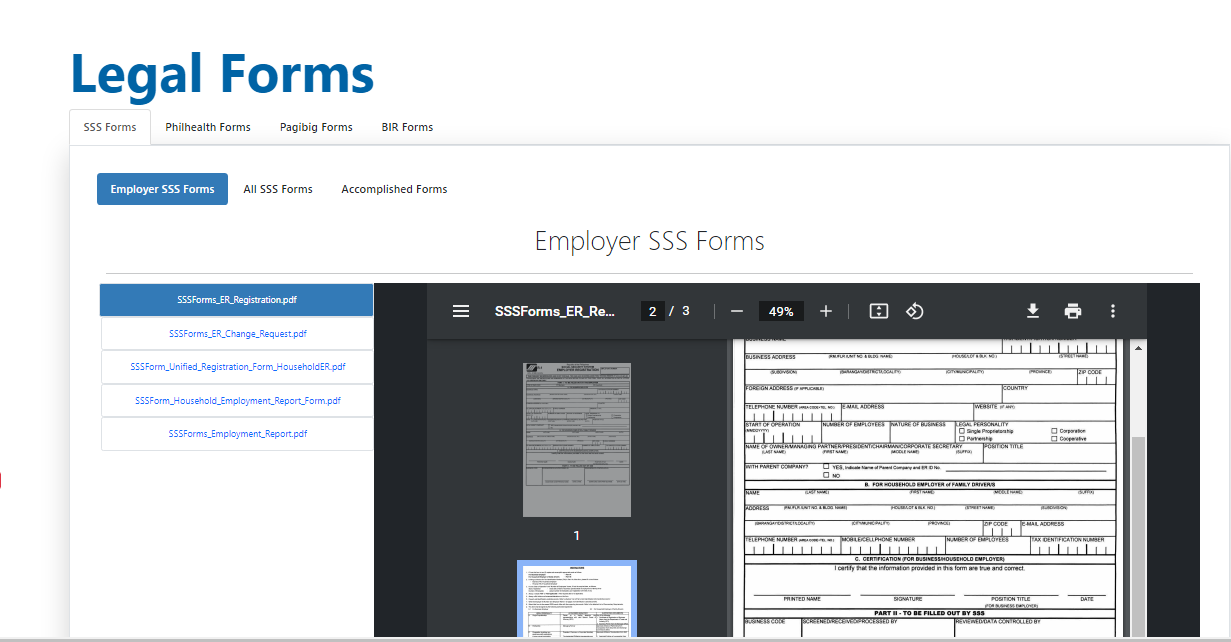 Legal Forms
SSS Forms Philhealth Forms Pagibig Forms BIR Forms
Employer SSS Forms All SSS Forms Accomplished Forms
Employer SSS Forms
SSSForms_ER_Registration.pdf
SSSForms_ER_Change_Request.pdf
SSSForm_Unified_Registration_Form_HouseholdER.pdf
SSSForm_Household_Employment_Report_Form.pdf
SSSForms_Employment_Report.pdf
SSSForms_ER_Re... 2 / 3 49%
1
BUSINESS NAME
BUSINESS ADDRESS (RM./FLR./UNIT NO. & BLDG. NAME) (HOUSE/LOT & BLK. NO.) (STREET NAME)
(SUBDIVISION) (BARANGAY/DISTRICT/LOCALITY) (CITY/MUNICIPALITY) (PROVINCE) ZIP CODE
FOREIGN ADDRESS (IF APPLICABLE) COUNTRY
TELEPHONE NUMBER (AREA CODE+TEL. NO.) E-MAIL ADDRESS WEBSITE (IF ANY)
START OF OPERATION NUMBER OF EMPLOYEES NATURE OF BUSINESS LEGAL PERSONALITY
(MMDDYYYY) Single Proprietorship Corporation
Partnership Cooperative
NAME OF OWNER/MANAGING PARTNER/PRESIDENT/CHAIRMAN/CORPORATE SECRETARY POSITION TITLE
(LAST NAME) (FIRST NAME) (MIDDLE NAME) (SUFFIX)
WITH PARENT COMPANY? YES, Indicate Name of Parent Company and ER ID No.
NO
B. FOR HOUSEHOLD EMPLOYER of FAMILY DRIVER/S
NAME (LAST NAME) (FIRST NAME) (MIDDLE NAME) (SUFFIX)
ADDRESS (RM./FLR./UNIT NO. & BLDG. NAME) (HOUSE/LOT & BLK. NO.) (STREET NAME) (SUBDIVISION)
(BARANGAY/DISTRICT/LOCALITY) (CITY/MUNICIPALITY) (PROVINCE) ZIP CODE E-MAIL ADDRESS
TELEPHONE NUMBER (AREA CODE+TEL. NO.) MOBILE/CELLPHONE NUMBER NUMBER OF EMPLOYEES TAX IDENTIFICATION NUMBER
C. CERTIFICATION (FOR BUSINESS/HOUSEHOLD EMPLOYER)
I certify that the information provided in this form are true and correct.
PRINTED NAME SIGNATURE POSITION TITLE DATE
(FOR BUSINESS EMPLOYER)
PART II - TO BE FILLED OUT BY SSS
BUSINESS CODE SCREENED/RECEIVED/PROCESSED BY REVIEWED/DATA CONTROLLED BY